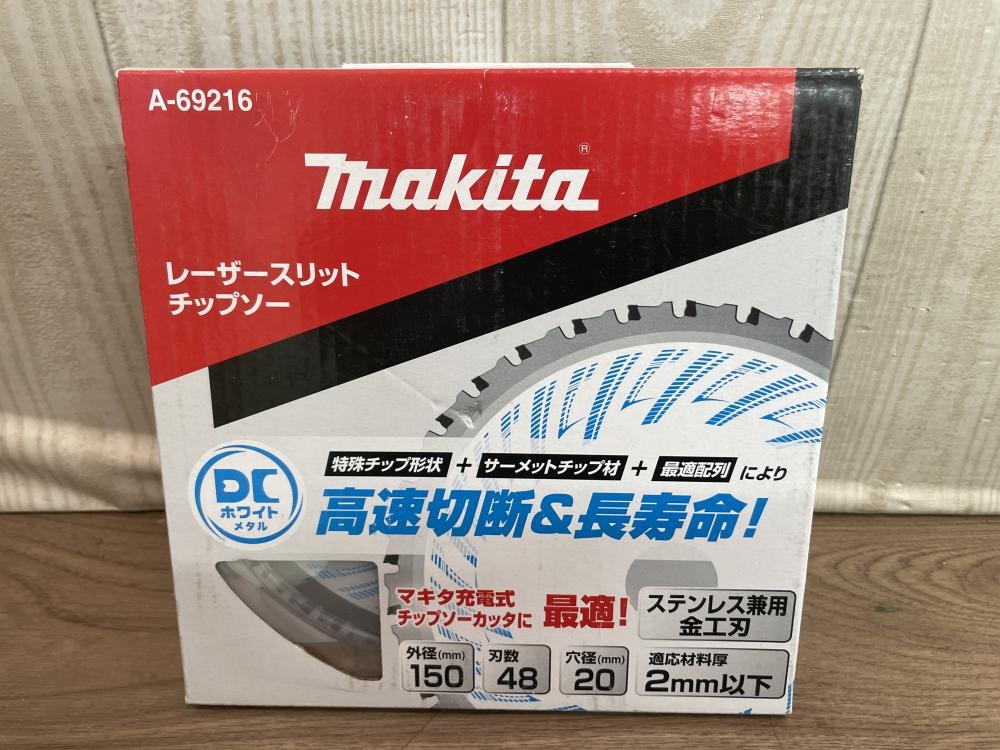 A-69216
makita®
レーザースリット
チップソー
DC
ホワイト
メタル
特殊チップ形状 + サーメットチップ材 + 最適配列 により
高速切断&長寿命!
マキタ充電式
チップソーカッタに 最適!
ステンレス兼用
金工刃
外径(mm)
150
刃数
48
穴径(mm)
20
適応材料厚
2mm以下